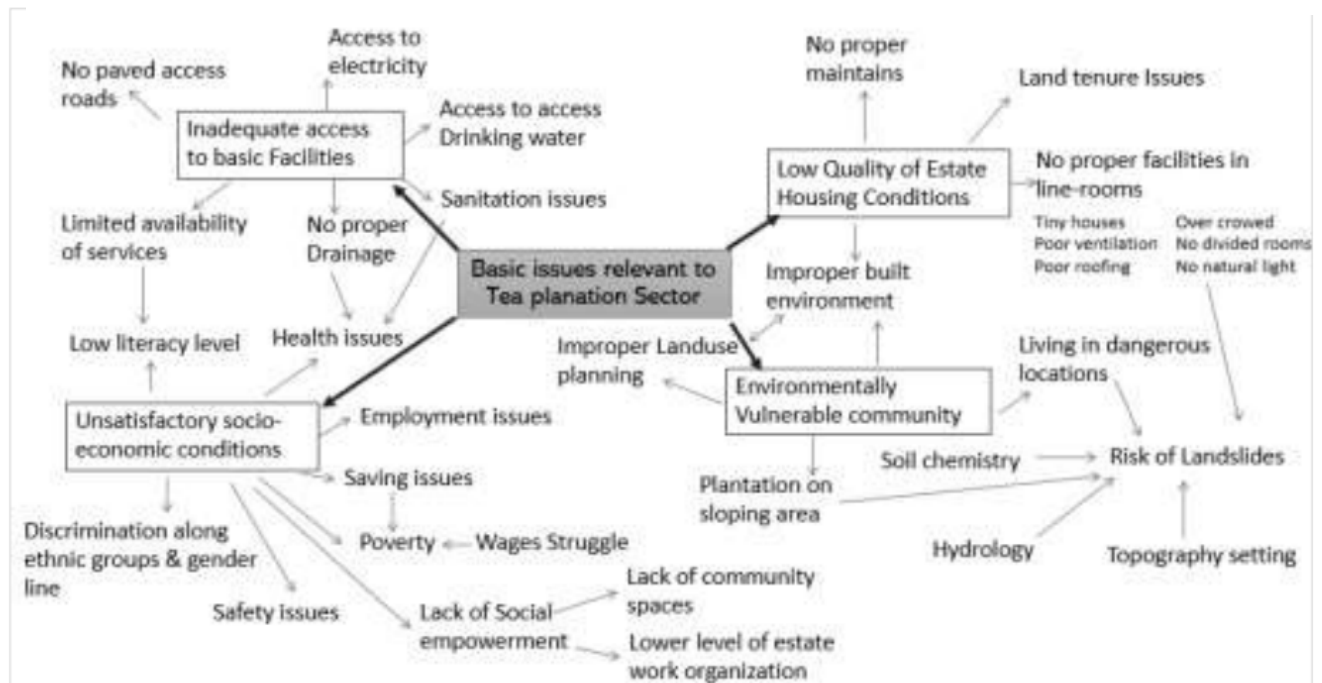 Access to
electricity
No paved access
roads
Access to access
Drinking water
Inadequate access
to basic Facilities
Sanitation issues
Limited availability
of services
No proper
Drainage
Low literacy level
Health issues
Basic issues relevant to
Tea planation Sector
No proper
maintains
Land tenure Issues
Low Quality of Estate
Housing Conditions
No proper facilities in
line-rooms
Tiny houses
Over crowed
Poor ventilation
No divided rooms
Poor roofing
No natural light
Improper built
environment
Improper Landuse
planning
Environmentally
Vulnerable community
Living in dangerous
locations
Soil chemistry
Risk of Landslides
Plantation on
sloping area
Hydrology
Topography setting
Unsatisfactory socio-
economic conditions
Employment issues
Saving issues
Poverty
Wages Struggle
Discrimination along
ethnic groups & gender
line
Safety issues
Lack of Social
empowerment
Lack of community
spaces
Lower level of estate
work organization